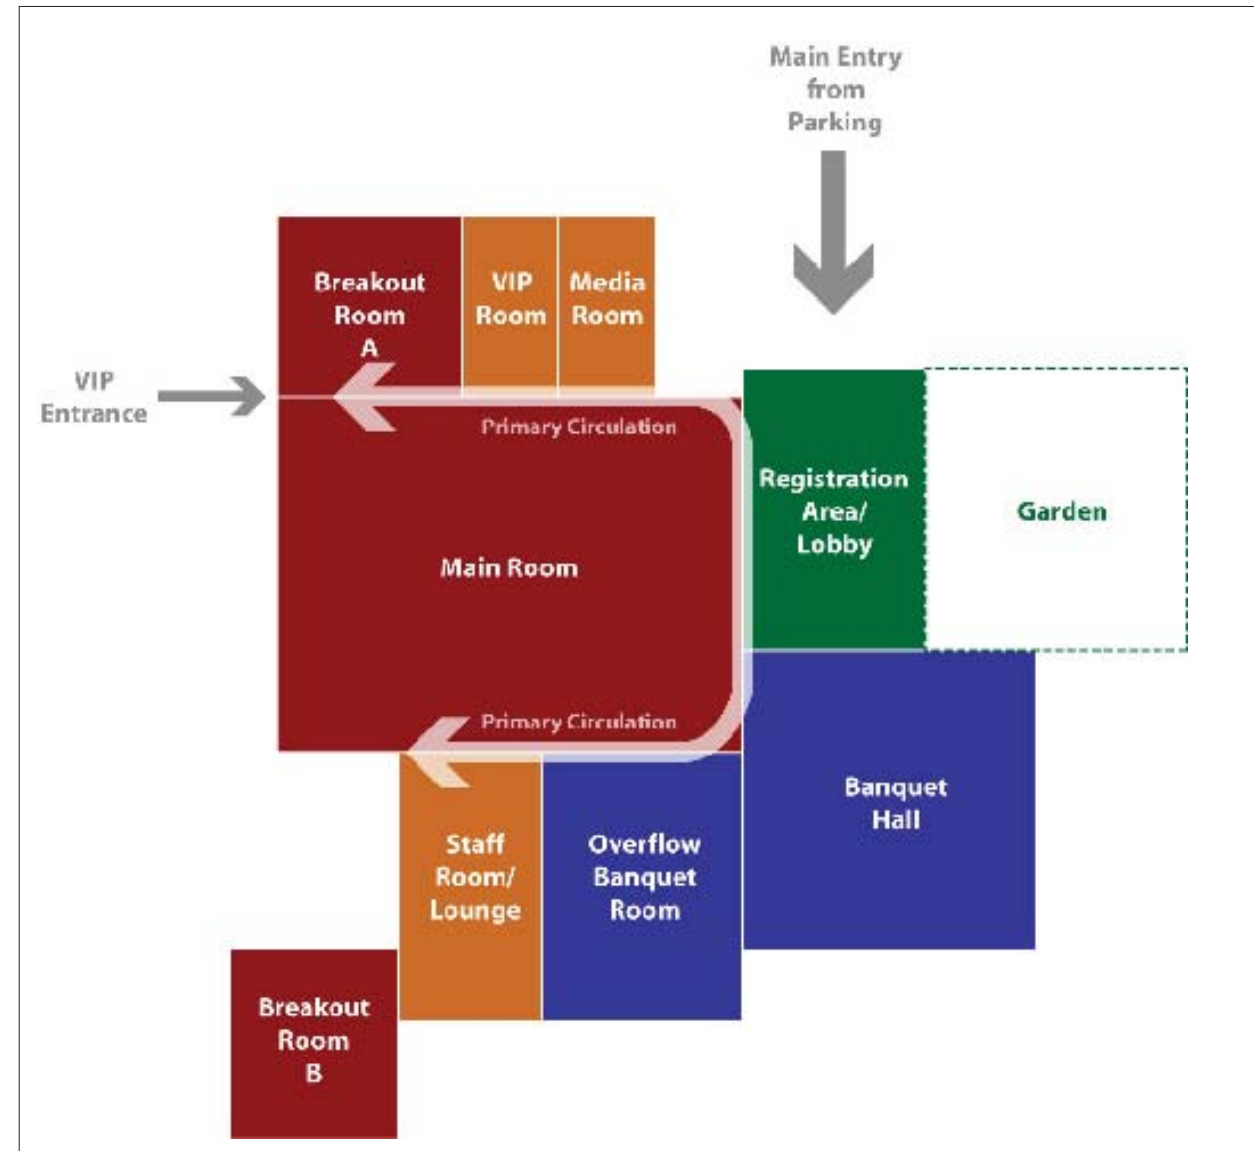 Main Entry
from
Parking
Breakout
Room
A
VIP
Room
Media
Room
VIP
Entrance
Primary Circulation
Registration
Area/
Lobby
Garden
Main Room
Primary Circulation
Banquet
Hall
Staff
Room/
Lounge
Overflow
Banquet
Room
Breakout
Room
B